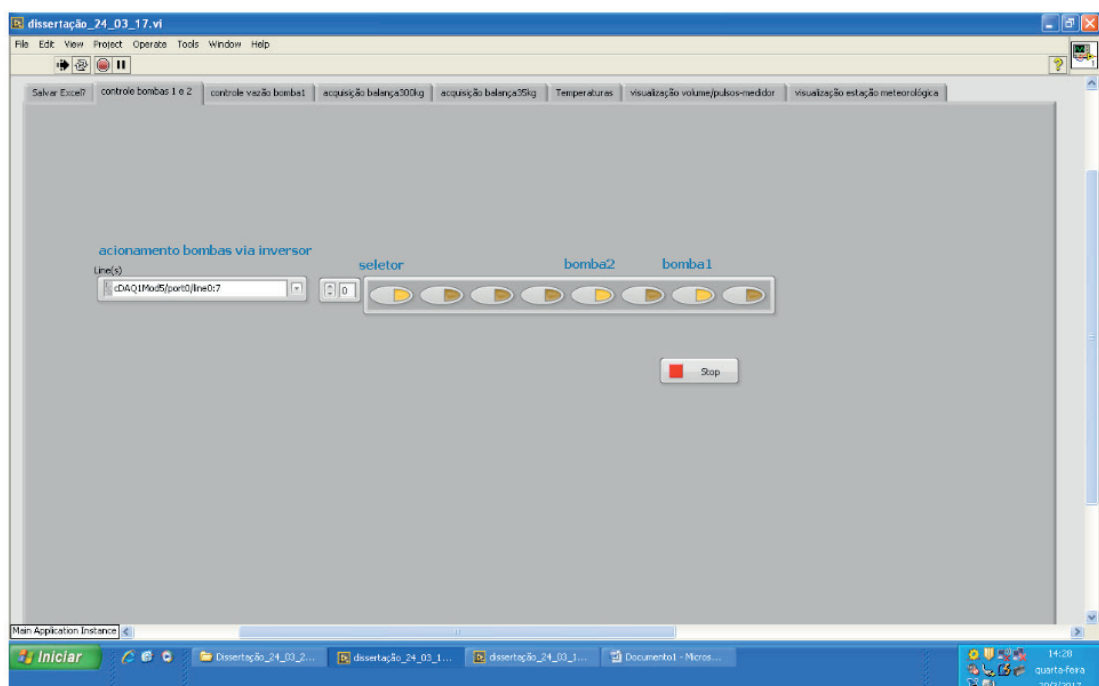 dissertação_24_03_17.vi
File Edit View Project Operate Tools Window Help
Salvar Excel? controle bombas 1 e 2 controle vazão bomba1 acquisição balança300kg acquisição balança35kg Temperaturas visualização volume/pulsos-medidor visualização estação meteorológica
acionamento bombas via inversor
seletor bomba2 bomba1
Line(s)
cDAQ1Mod5/port0/line0:7 0
Stop
Main Application Instance
Iniciar Dissertação_24_03_2... dissertação_24_03_1... dissertação_24_03_1... Documento1 - Micros... 14:28
quarta-feira